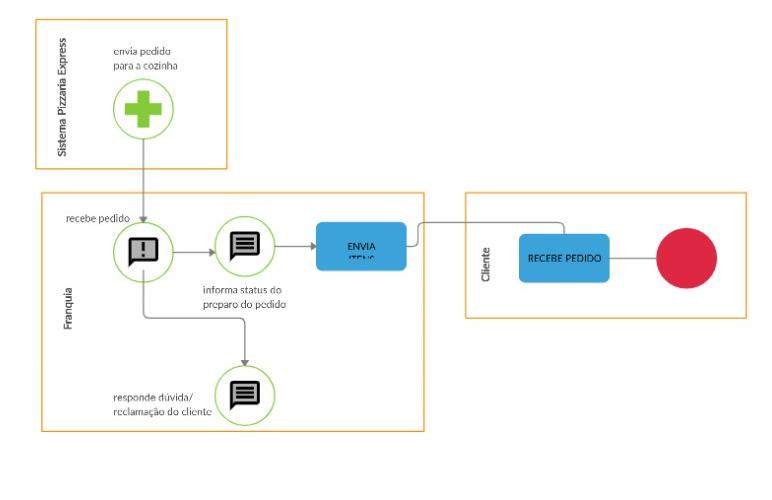 Sistema Pizzaria Express
envia pedido
para a cozinha
Franquia
recebe pedido
informa status do
preparo do pedido
ENVIA
responde dúvida/
reclamação do cliente
Cliente
RECEBE PEDIDO